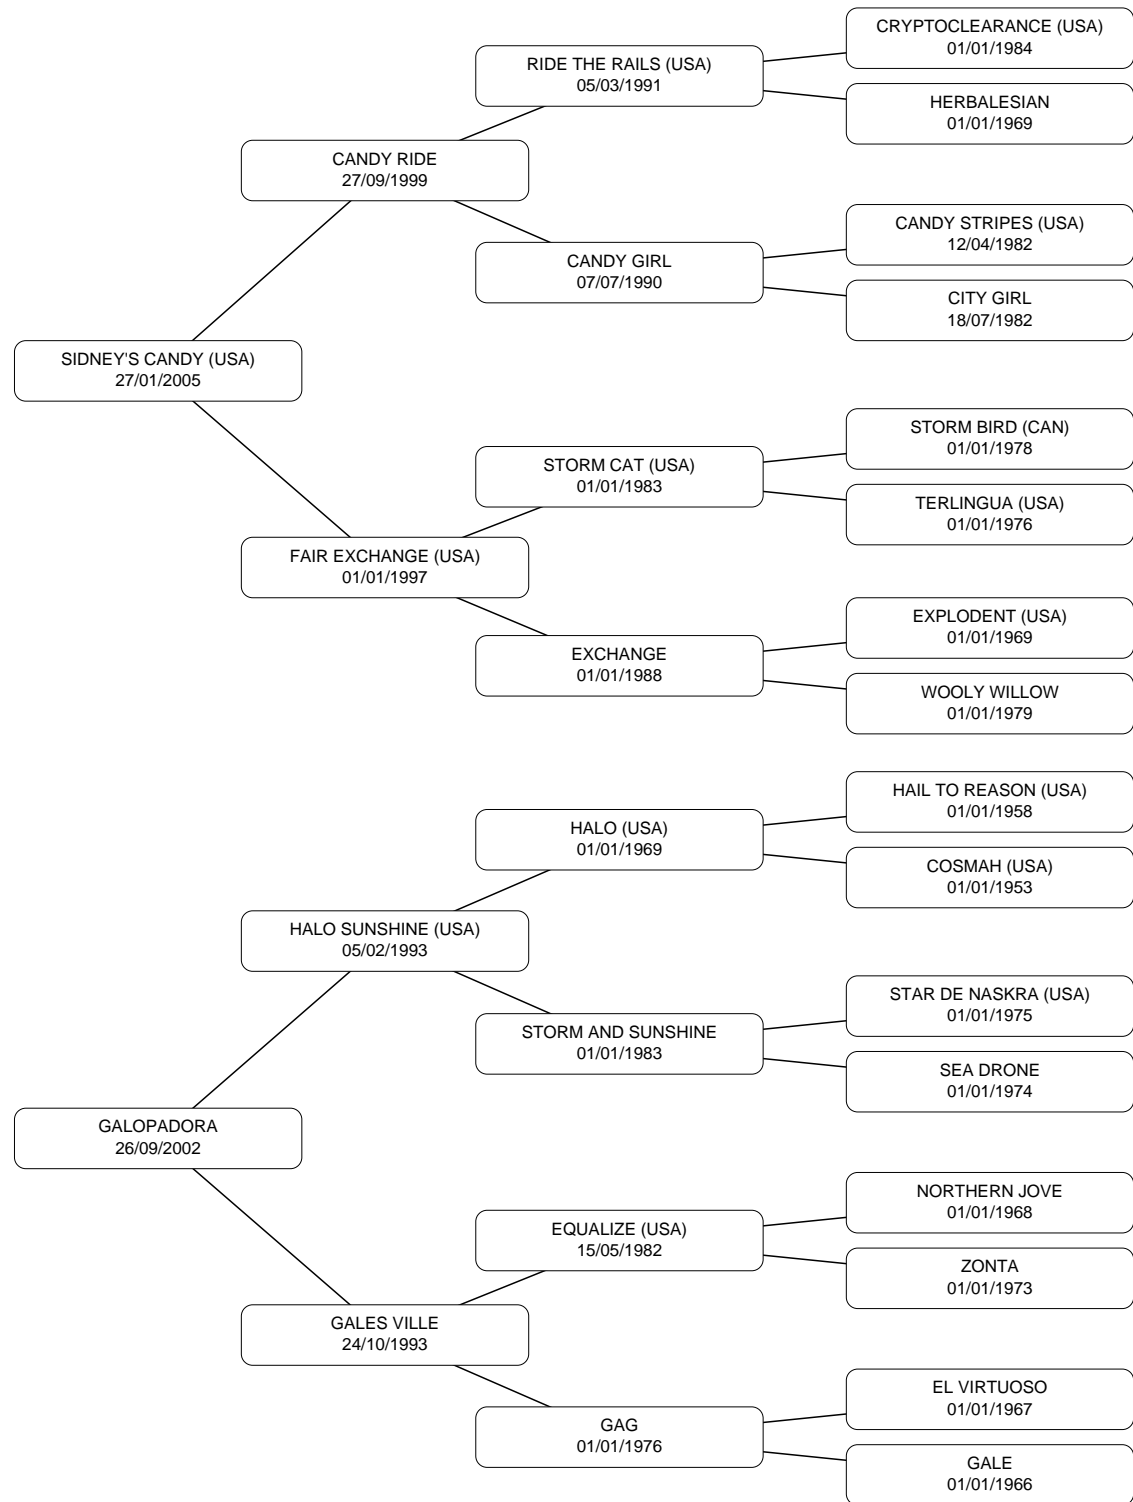 CRYPTOCLEARANCE (USA)
01/01/1984
RIDE THE RAILS (USA)
05/03/1991
HERBALESIAN
01/01/1969
CANDY RIDE
27/09/1999
CANDY STRIPES (USA)
12/04/1982
CANDY GIRL
07/07/1990
CITY GIRL
18/07/1982
SIDNEY'S CANDY (USA)
27/01/2005
STORM BIRD (CAN)
01/01/1978
STORM CAT (USA)
01/01/1983
TERLINGUA (USA)
01/01/1976
FAIR EXCHANGE (USA)
01/01/1997
EXPLODENT (USA)
01/01/1969
EXCHANGE
01/01/1988
WOOLY WILLOW
01/01/1979
HAIL TO REASON (USA)
01/01/1958
HALO (USA)
01/01/1969
COSMAH (USA)
01/01/1953
HALO SUNSHINE (USA)
05/02/1993
STAR DE NASKRA (USA)
01/01/1975
STORM AND SUNSHINE
01/01/1983
SEA DRONE
01/01/1974
GALOPADORA
26/09/2002
NORTHERN JOVE
01/01/1968
EQUALIZE (USA)
15/05/1982
ZONTA
01/01/1973
GALES VILLE
24/10/1993
EL VIRTUOSO
01/01/1967
GAG
01/01/1976
GALE
01/01/1966